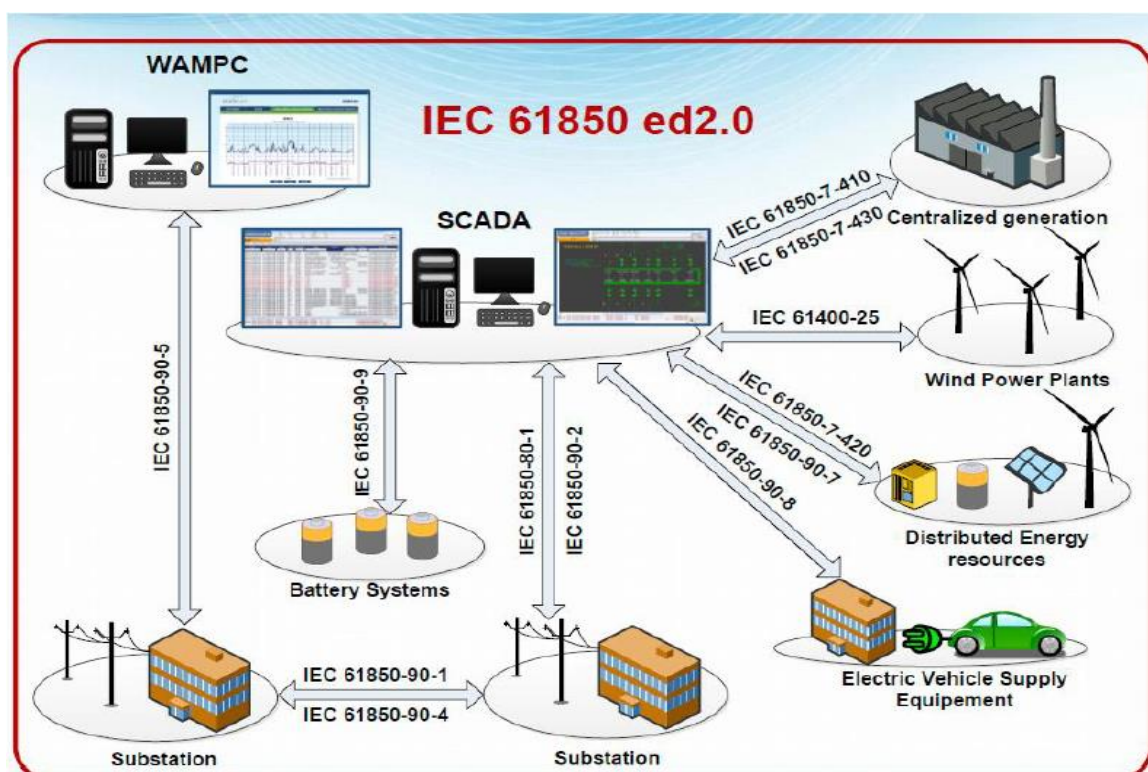 WAMPC
IEC 61850 ed2.0
SCADA
IEC 61850-7-410
IEC 61850-7-430
Centralized generation
IEC 61400-25
Wind Power Plants
IEC 61850-90-5
IEC 61850-90-9
IEC 61850-80-1
IEC 61850-90-2
IEC 61850-7-420
IEC 61850-90-7
IEC 61850-90-8
Distributed Energy
resources
Battery Systems
IEC 61850-90-1
IEC 61850-90-4
Electric Vehicle Supply
Equipement
Substation
Substation